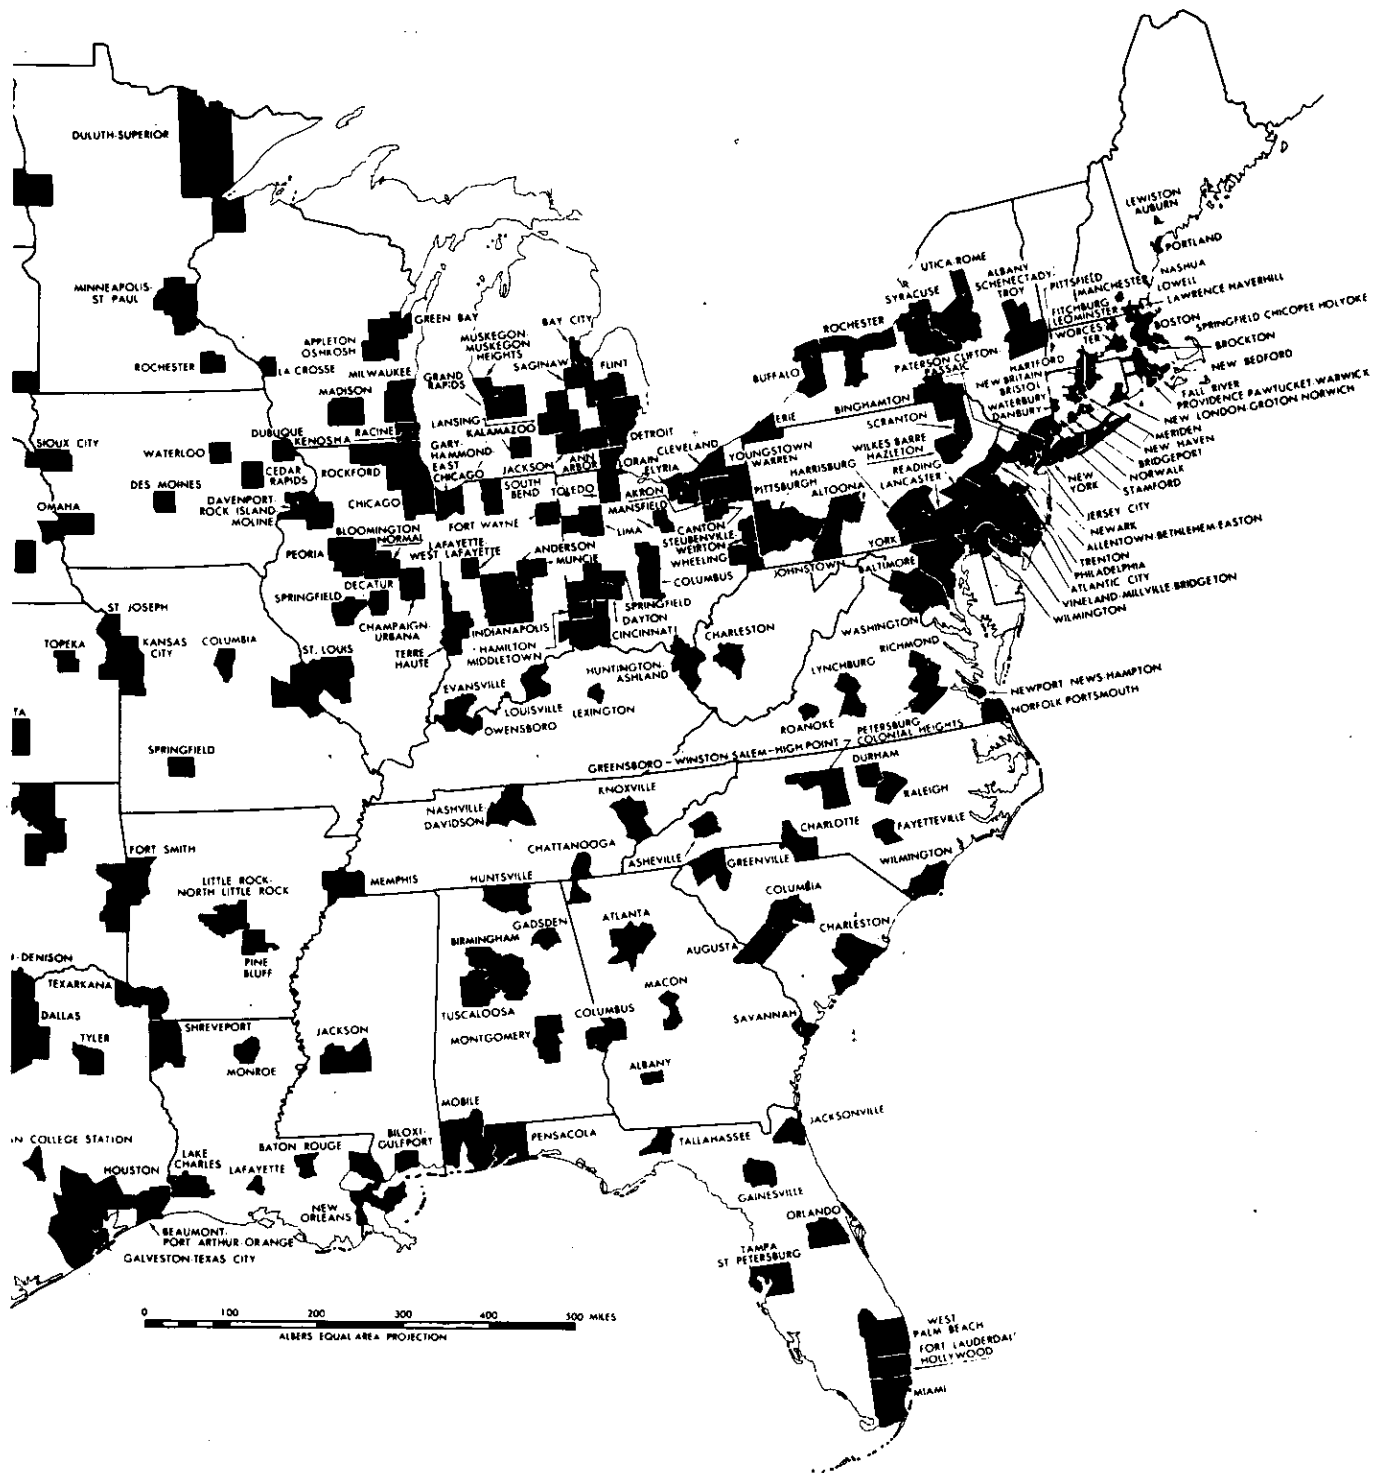 DULUTH-SUPERIOR
LEWISTON
AUBURN
PORTLAND
UTICA-ROME
ALBANY
SCHENECTADY-
TROY
PITTSFIELD
MANCHESTER
NASHUA
LOWELL
LAWRENCE HAVERHILL
SYRACUSE
FITCHBURG
LEOMINSTER
BOSTON
SPRINGFIELD CHICOPEE HOLYOKE
MINNEAPOLIS-
ST PAUL
GREEN BAY
MUSKEGON-
MUSKEGON
HEIGHTS
BAY CITY
ROCHESTER
WORCES
TER
BROCKTON
APPLETON
OSHKOSH
SAGINAW
FLINT
PATERSON CLIFTON-
PASSAIC
HARTFORD
NEW BEDFORD
ROCHESTER
LA CROSSE
MILWAUKEE
GRAND
RAPIDS
BUFFALO
NEW BRITAIN
BRISTOL
FALL RIVER
PROVIDENCE PAWTUCKET-WARWICK
MADISON
LANSING
KALAMAZOO
ERIE
BINGHAMTON
WATERBURY
DANBURY
NEW LONDON-GROTON NORWICH
MERIDEN
SIOUX CITY
DUBUQUE
KENOSHA
RACINE
DETROIT
SCRANTON
NEW HAVEN
BRIDGEPORT
NORWALK
STAMFORD
WATERLOO
GARY-
HAMMOND
EAST
CHICAGO
JACKSON
ANN
ARBOR
LORAIN
ELYRIA
CLEVELAND
YOUNGSTOWN
WARREN
WILKES BARRE
HAZLETON
NEW
YORK
CEDAR
RAPIDS
ROCKFORD
HARRISBURG
READING
LANCASTER
DES MOINES
DAVENPORT-
ROCK ISLAND
MOLINE
CHICAGO
SOUTH
BEND
TOLEDO
AKRON
MANSFIELD
PITTSBURGH
ALTOONA
JERSEY CITY
OMAHA
FORT WAYNE
LIMA
CANTON
NEWARK
BLOOMINGTON
NORMAL
LAFAYETTE-
WEST LAFAYETTE
STEUBENVILLE-
WEIRTON
YORK
ALLENTOWN-BETHLEHEM-EASTON
PEORIA
ANDERSON
MUNCIE
WHEELING
TRENTON
DECATUR
COLUMBUS
JOHNSTOWN
BALTIMORE
PHILADELPHIA
ATLANTIC CITY
SPRINGFIELD
SPRINGFIELD
DAYTON
VINELAND-MILLVILLE-BRIDGETON
WILMINGTON
ST JOSEPH
CHAMPAIGN-
URBANA
INDIANAPOLIS
CINCINNATI
CHARLESTON
WASHINGTON
TOPEKA
KANSAS
CITY
COLUMBIA
ST. LOUIS
TERRE
HAUTE
HAMILTON
MIDDLETOWN
RICHMOND
HUNTINGTON-
ASHLAND
LYNCHBURG
NEWPORT NEWS-HAMPTON
EVANSVILLE
LOUISVILLE
LEXINGTON
NORFOLK PORTSMOUTH
OWENSBORO
ROANOKE
PETERSBURG
COLONIAL HEIGHTS
TA
SPRINGFIELD
GREENSBORO - WINSTON SALEM - HIGH POINT
DURHAM
KNOXVILLE
RALEIGH
NASHVILLE-
DAVIDSON
CHARLOTTE
FAYETTEVILLE
FORT SMITH
CHATTANOOGA
ASHEVILLE
GREENVILLE
WILMINGTON
LITTLE ROCK-
NORTH LITTLE ROCK
MEMPHIS
HUNTSVILLE
COLUMBIA
GADSDEN
ATLANTA
CHARLESTON
BIRMINGHAM
AUGUSTA
-DENISON
PINE
BLUFF
TEXARKANA
MACON
DALLAS
TUSCALOOSA
COLUMBUS
SAVANNAH
TYLER
SHREVEPORT
JACKSON
MONTGOMERY
MONROE
ALBANY
MOBILE
JACKSONVILLE
N COLLEGE STATION
BATON ROUGE
BILOXI-
GULFPORT
PENSACOLA
TALLAHASSEE
HOUSTON
LAKE
CHARLES
LAFAYETTE
GAINESVILLE
NEW
ORLEANS
ORLANDO
BEAUMONT-
PORT ARTHUR-ORANGE
TAMPA
ST PETERSBURG
GALVESTON-TEXAS CITY
0 100 200 300 400 500 MILES
ALBERS EQUAL AREA PROJECTION
WEST
PALM BEACH
FORT LAUDERDAL
HOLLYWOOD
MIAMI